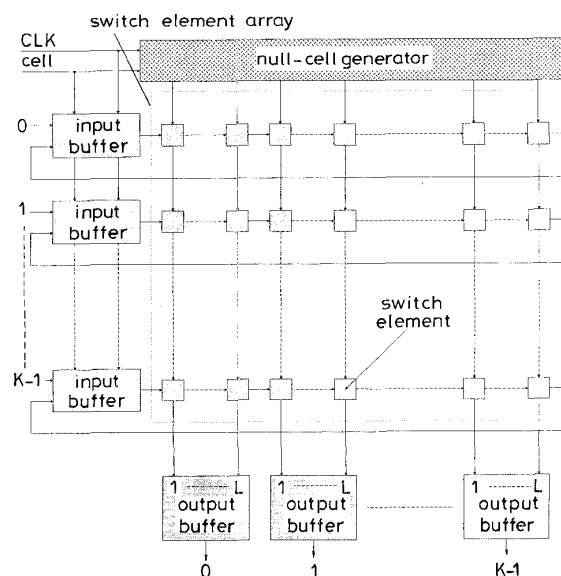 switch element array
CLK
cell
null-cell generator
0
input
buffer
1
input
buffer
switch
element
K-1
input
buffer
1 L
output
buffer
1 L
output
buffer
1 L
output
buffer
0
1
K-1